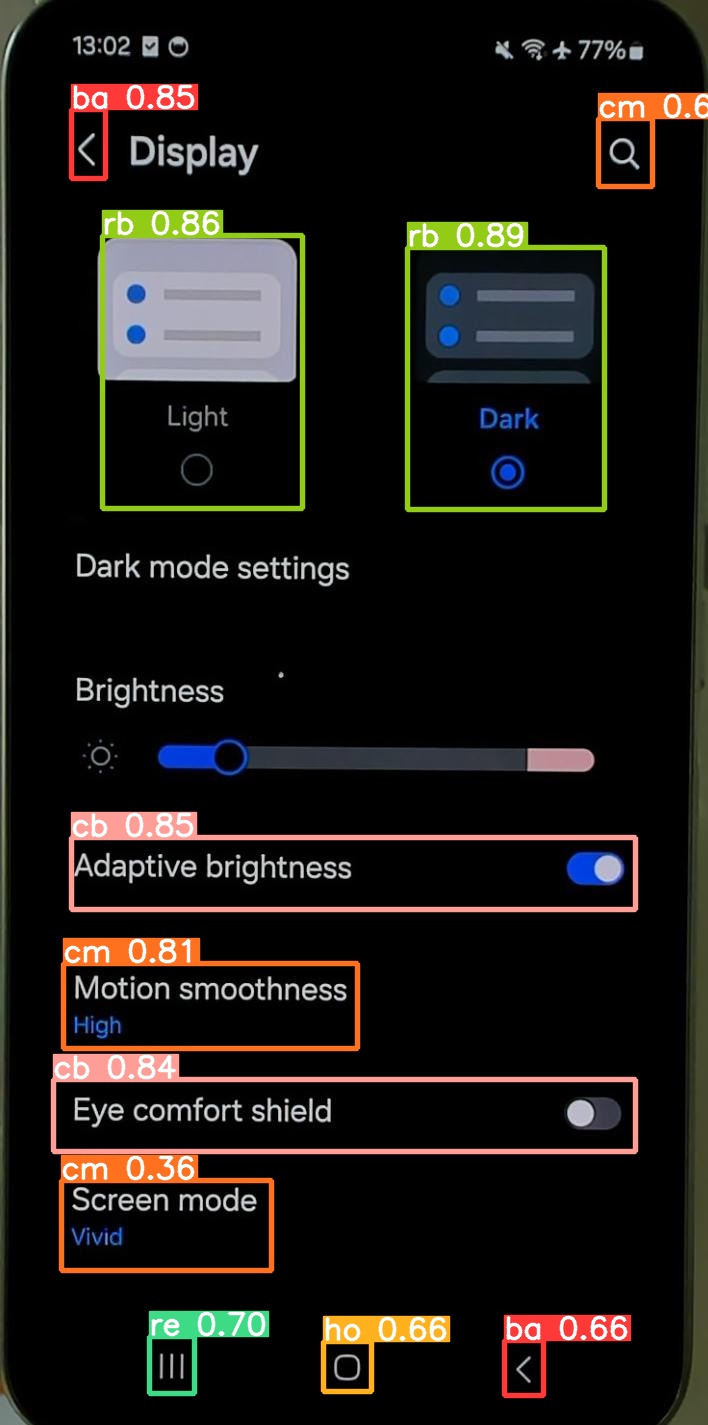 13:02 77%
ba 0.85
cm 0.6
Display
rb 0.86
rb 0.89
Light
Dark
Dark mode settings
Brightness
cb 0.85
Adaptive brightness
cm 0.81
Motion smoothness
High
cb 0.84
Eye comfort shield
cm 0.36
Screen mode
Vivid
re 0.70
ho 0.66
ba 0.66